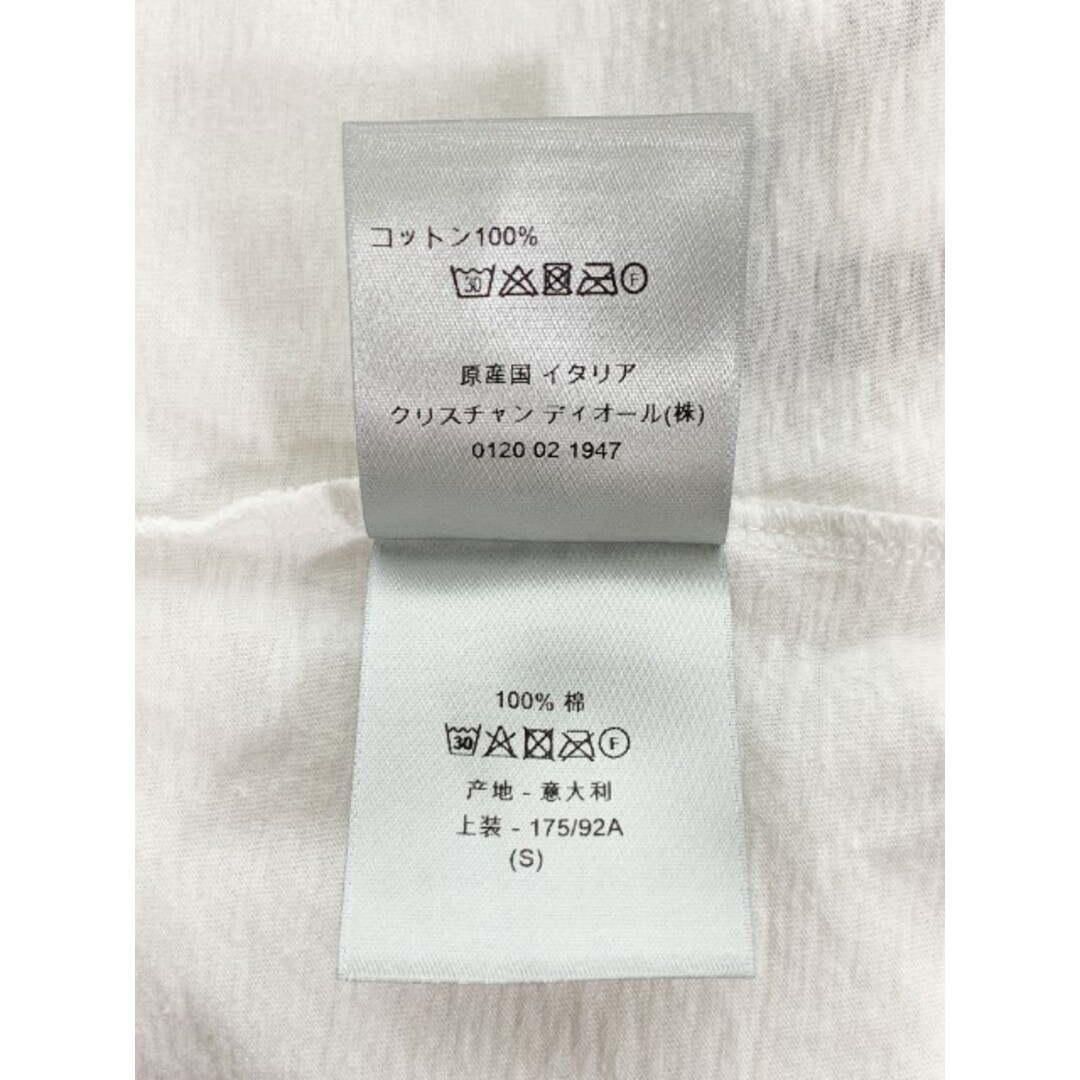 コットン100%
30 F
原産国 イタリア
クリスチャン ディオール(株)
0120 02 1947
100% 棉
30 F
产地 - 意大利
上装 - 175/92A
(S)